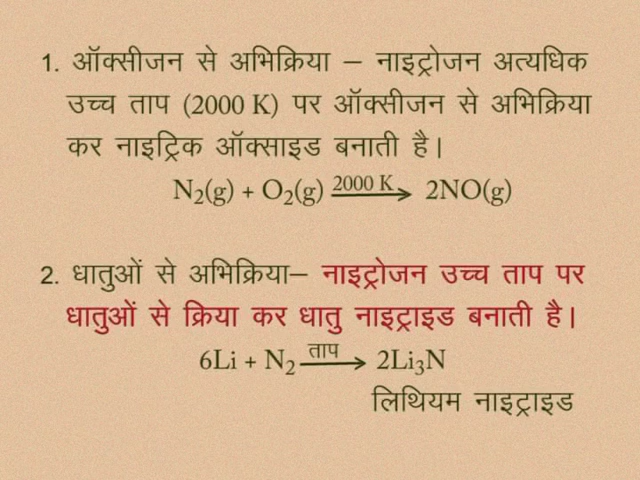 1. ऑक्सीजन से अभिक्रिया – नाइट्रोजन अत्यधिक
उच्च ताप (2000 K) पर ऑक्सीजन से अभिक्रिया
कर नाइट्रिक ऑक्साइड बनाती है।
N₂(g) + O₂(g) 2000 K→ 2NO(g)
2. धातुओं से अभिक्रिया– नाइट्रोजन उच्च ताप पर
धातुओं से क्रिया कर धातु नाइट्राइड बनाती है।
6Li + N₂ ताप→ 2Li₃N
लिथियम नाइट्राइड